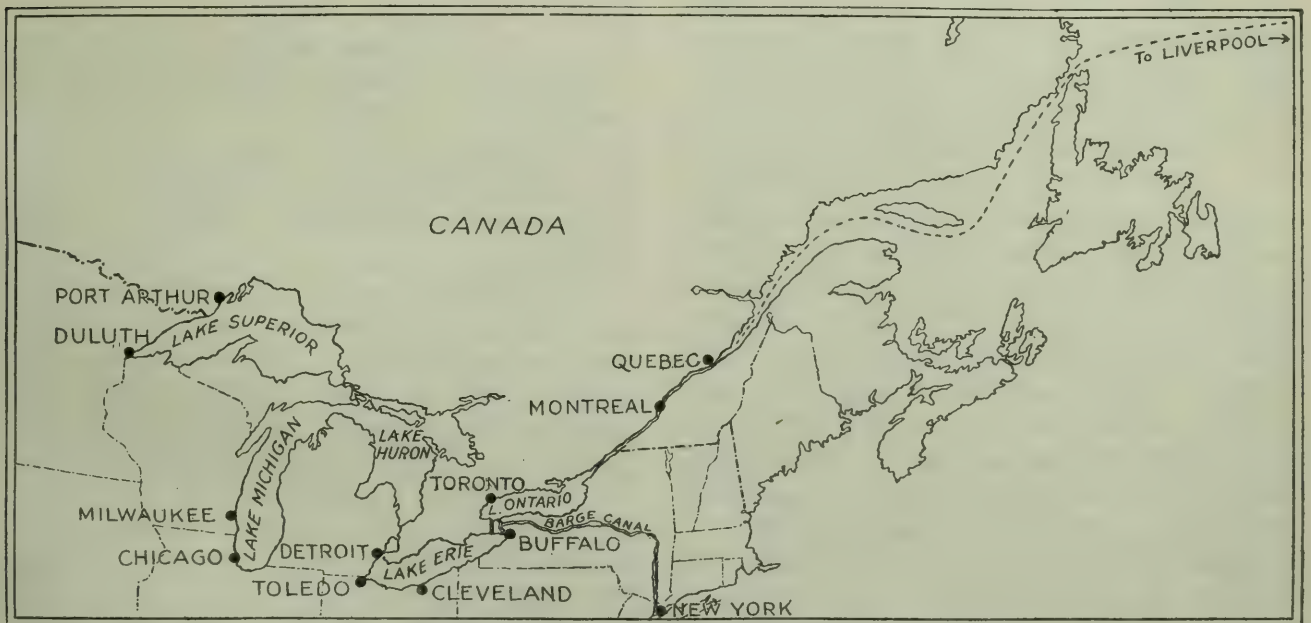 To LIVERPOOL→
CANADA
PORT ARTHUR
DULUTH
LAKE SUPERIOR
QUEBEC
MONTREAL
LAKE
HURON
LAKE MICHIGAN
TORONTO
L. ONTARIO
MILWAUKEE
BARGE CANAL
BUFFALO
CHICAGO
DETROIT
LAKE ERIE
TOLEDO
CLEVELAND
NEW YORK